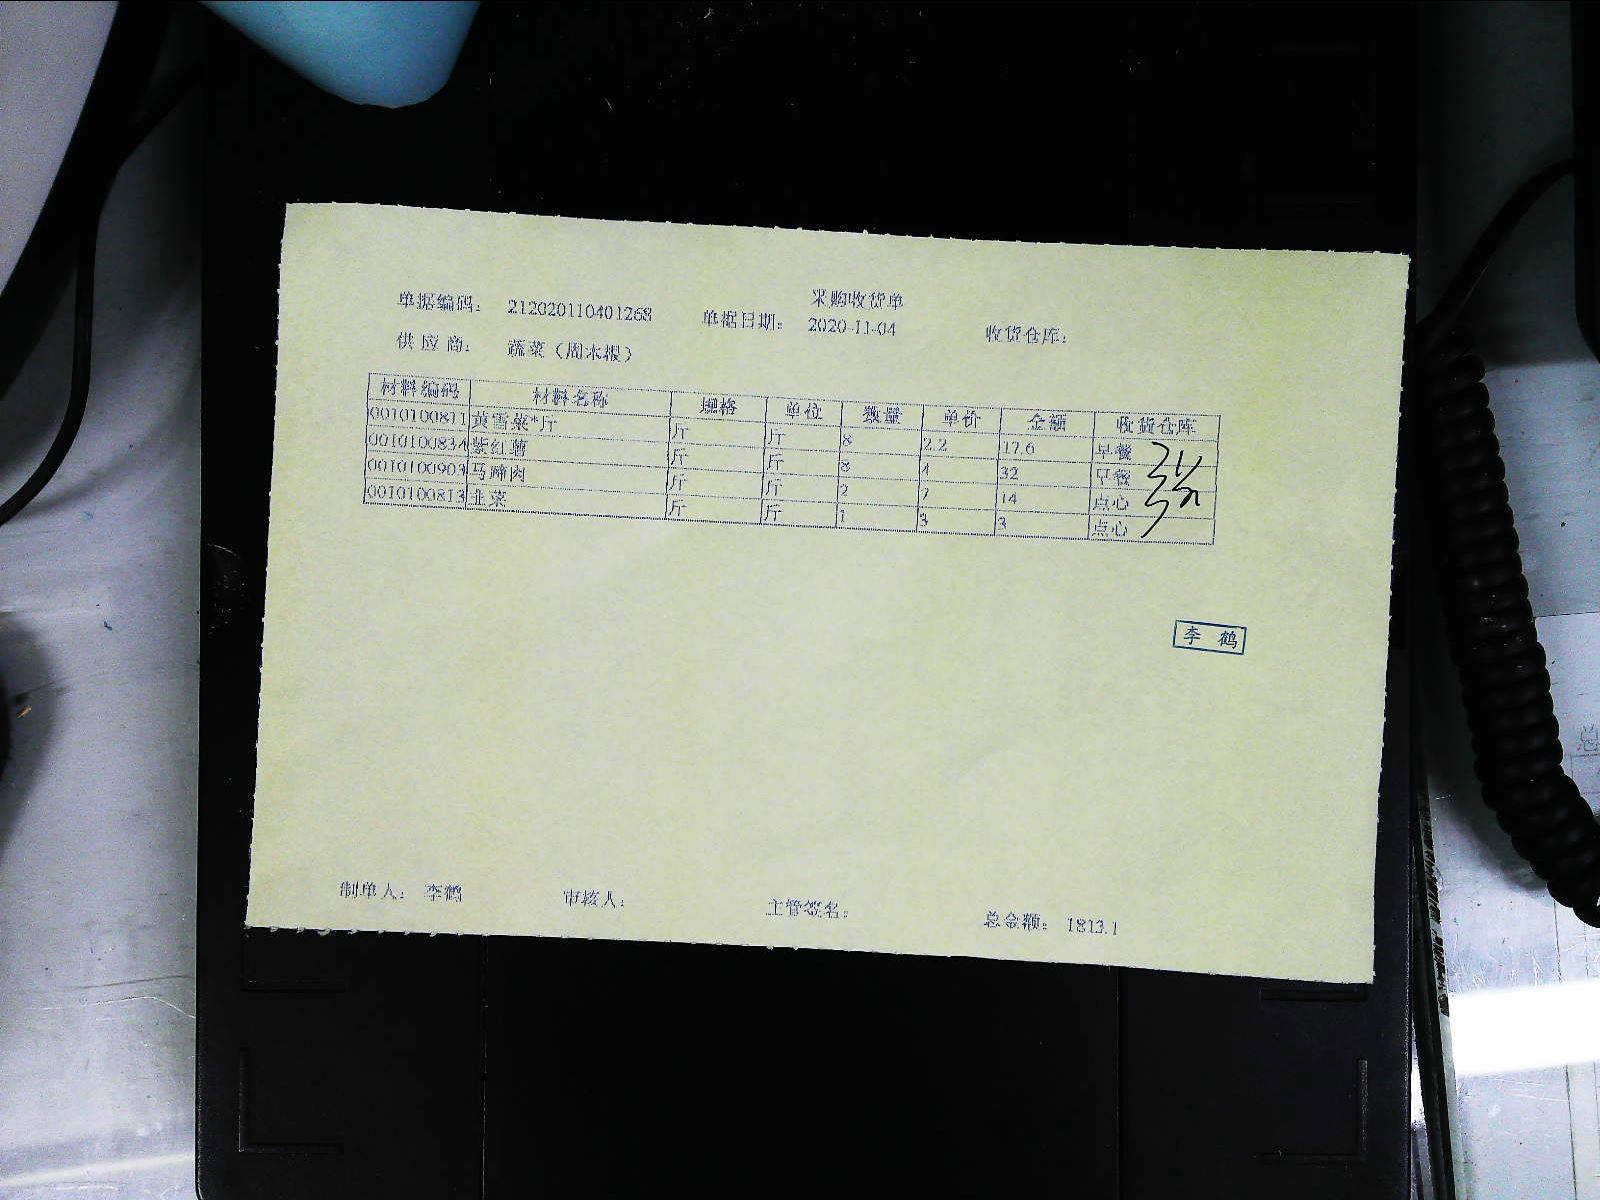 采购收货单
单据编码: 212020110401268 单据日期: 2020-11-04 收货仓库:
供应商: 蔬菜(周木根)
材料编码 材料名称 规格 单位 数量 单价 金额 收货仓库
0010100811 黄雪菜*斤 斤 斤 8 2.2 17.6 早餐
0010100834 紫红薯 斤 斤 8 4 32 早餐
0010100903 马蹄肉 斤 斤 2 7 14 点心
0010100813 韭菜 斤 斤 1 3 3 点心
李鹤
制单人: 李鹤 审核人: 主管签名: 总金额: 1813.1